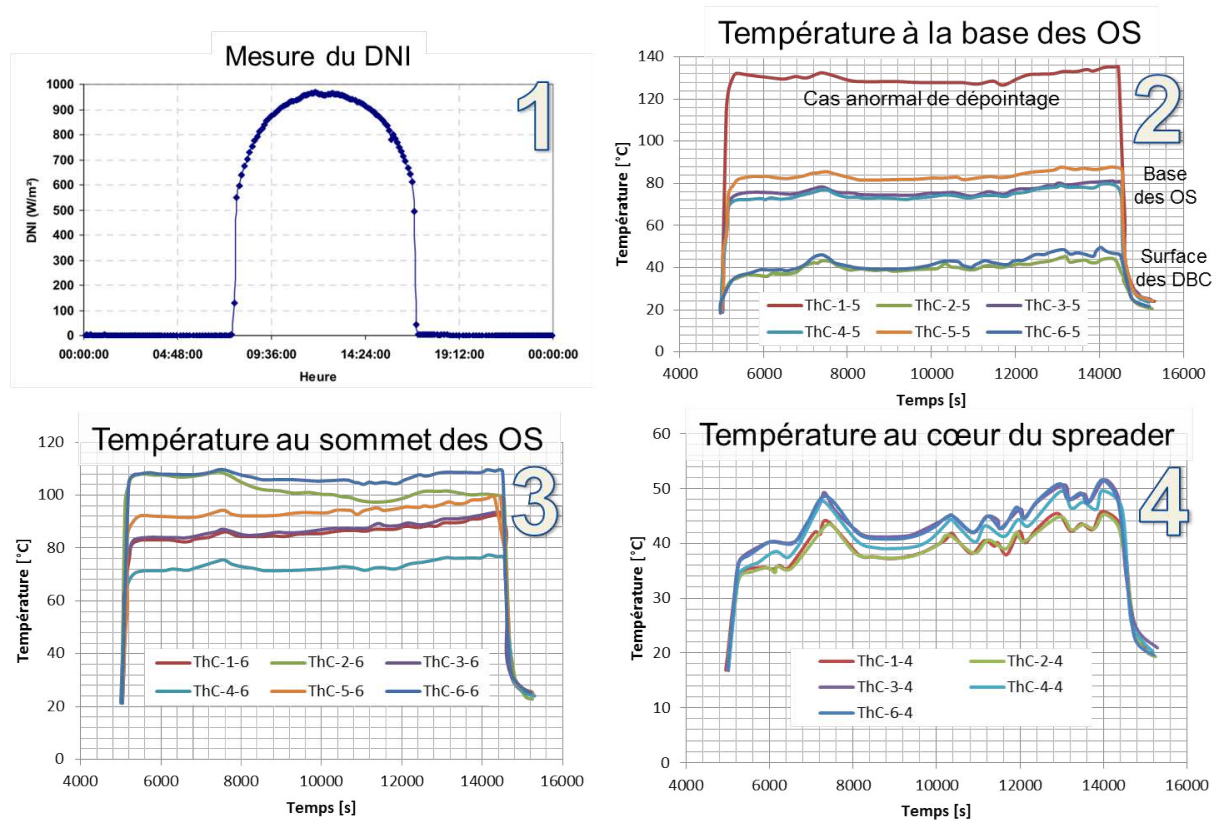 Mesure du DNI
1
DNI (W/m²)
1000
900
800
700
600
500
400
300
200
100
0
00:00:00 04:48:00 09:36:00 14:24:00 19:12:00 00:00:00
Heure
Température à la base des OS
2
Température [°C]
140
120
100
80
60
40
20
0
Cas anormal de dépointage
Base
des OS
Surface
des DBC
ThC-1-5 ThC-2-5 ThC-3-5
ThC-4-5 ThC-5-5 ThC-6-5
4000 6000 8000 10000 12000 14000 16000
Temps [s]
Température au sommet des OS
3
Température [°C]
120
100
80
60
40
20
0
ThC-1-6 ThC-2-6 ThC-3-6
ThC-4-6 ThC-5-6 ThC-6-6
4000 6000 8000 10000 12000 14000 16000
Temps [s]
Température au cœur du spreader
4
Température [°C]
60
50
40
30
20
10
0
ThC-1-4 ThC-2-4
ThC-3-4 ThC-4-4
ThC-6-4
4000 6000 8000 10000 12000 14000 16000
Temps [s]